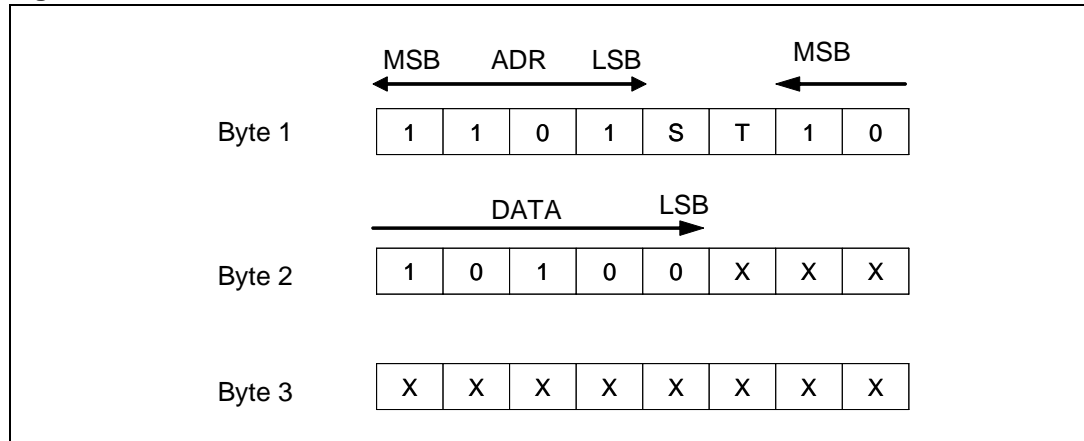 MSB ADR LSB MSB
Byte 1 1 1 0 1 S T 1 0
DATA LSB
Byte 2 1 0 1 0 0 X X X
Byte 3 X X X X X X X X